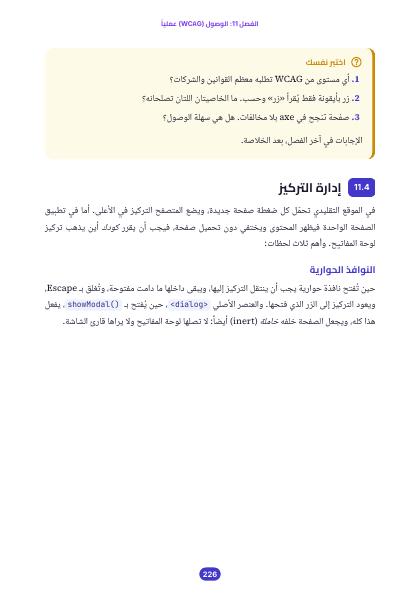 الفصل 11: الوصول (WCAG) عملياً
اختبر نفسك
1. أي مستوى من WCAG تطلبه معظم القوانين والشركات؟
2. زر بأيقونة فقط يُقرأ «زر» وحسب. ما الخاصيتان اللتان تصلحانه؟
3. صفحة تنجح في axe بلا مخالفات. هل هي سهلة الوصول؟
الإجابات في آخر الفصل، بعد الخلاصة.
11.4 إدارة التركيز
في الموقع التقليدي تحمّل كل ضغطة صفحة جديدة، ويضع المتصفح التركيز في الأعلى. أما في تطبيق
الصفحة الواحدة فيظهر المحتوى ويختفي دون تحميل صفحة، فيجب أن يقرر كودك أين يذهب تركيز
لوحة المفاتيح. وأهم ثلاث لحظات:
النوافذ الحوارية
حين تُفتح نافذة حوارية يجب أن ينتقل التركيز إليها، ويبقى داخلها ما دامت مفتوحة، وتُغلق بـ Escape،
ويعود التركيز إلى الزر الذي فتحها. والعنصر الأصلي <dialog>، حين يُفتح بـ showModal()، يفعل
هذا كله، ويجعل الصفحة خلفه خاملة (inert) أيضاً: لا تصلها لوحة المفاتيح ولا يراها قارئ الشاشة.
226